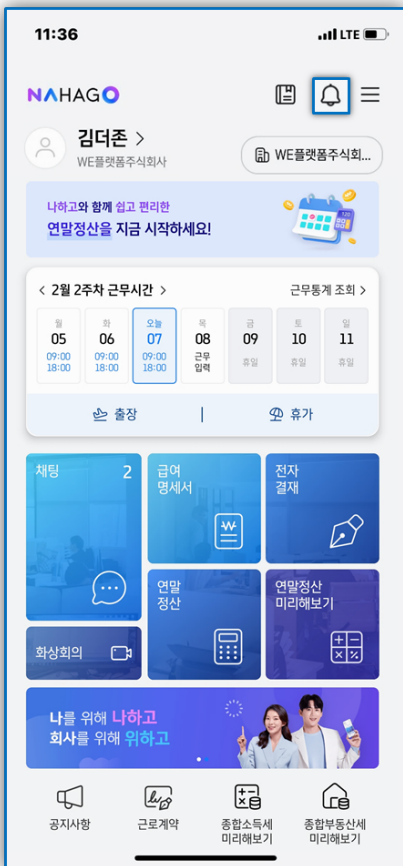 11:36
LTE
NAHAGO
김더존 >
WE플랫폼주식회사
WE플랫폼주식회...
나하고와 함께 쉽고 편리한
연말정산을 지금 시작하세요!
< 2월 2주차 근무시간 >
근무통계 조회 >
월 화 오늘 목 금 토 일
05 06 07 08 09 10 11
09:00 09:00 09:00 근무 휴일 휴일 휴일
18:00 18:00 18:00 입력
출장 | 휴가
채팅 2
급여
명세서
전자
결재
연말
정산
연말정산
미리해보기
화상회의
나를 위해 나하고
회사를 위해 위하고
공지사항
근로계약
종합소득세
미리해보기
종합부동산세
미리해보기